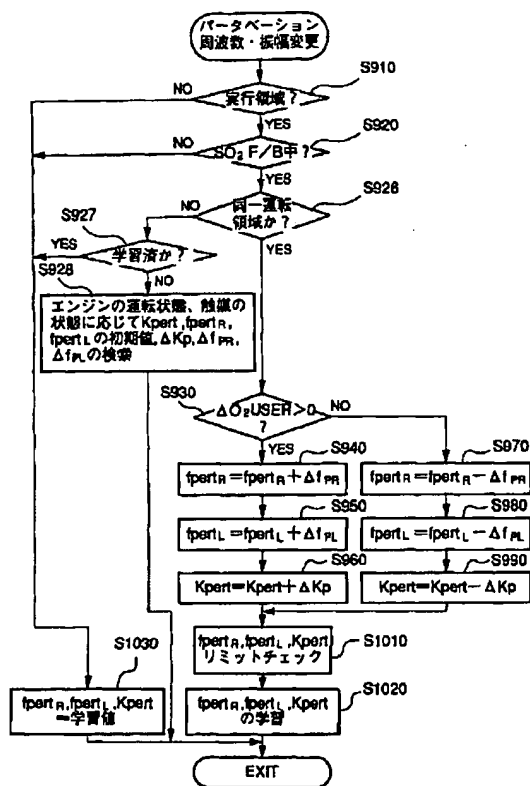 パータベーション
周波数・振幅変更
S910
NO
実行領域?
YES
S920
NO
SO₂ F/B中?
YES
S926
NO
同一運転
領域か?
YES
S927
YES
学習済か?
NO
S928
エンジンの運転状態、触媒の
状態に応じてKpert,fpertR,
fpertLの初期値,ΔKp,ΔfPR,
ΔfPLの検索
S930
ΔO₂USER>0
?
NO
YES
S940
fpertR=fpertR+ΔfPR
S970
fpertR=fpertR−ΔfPR
S950
fpertL=fpertL+ΔfPL
S980
fpertL=fpertL−ΔfPL
S960
Kpert=Kpert+ΔKp
S990
Kpert=Kpert−ΔKp
fpertR,fpertL,Kpert
リミットチェック
S1010
S1030
fpertR,fpertL,Kpert
=学習値
fpertR,fpertL,Kpert
の学習
S1020
EXIT